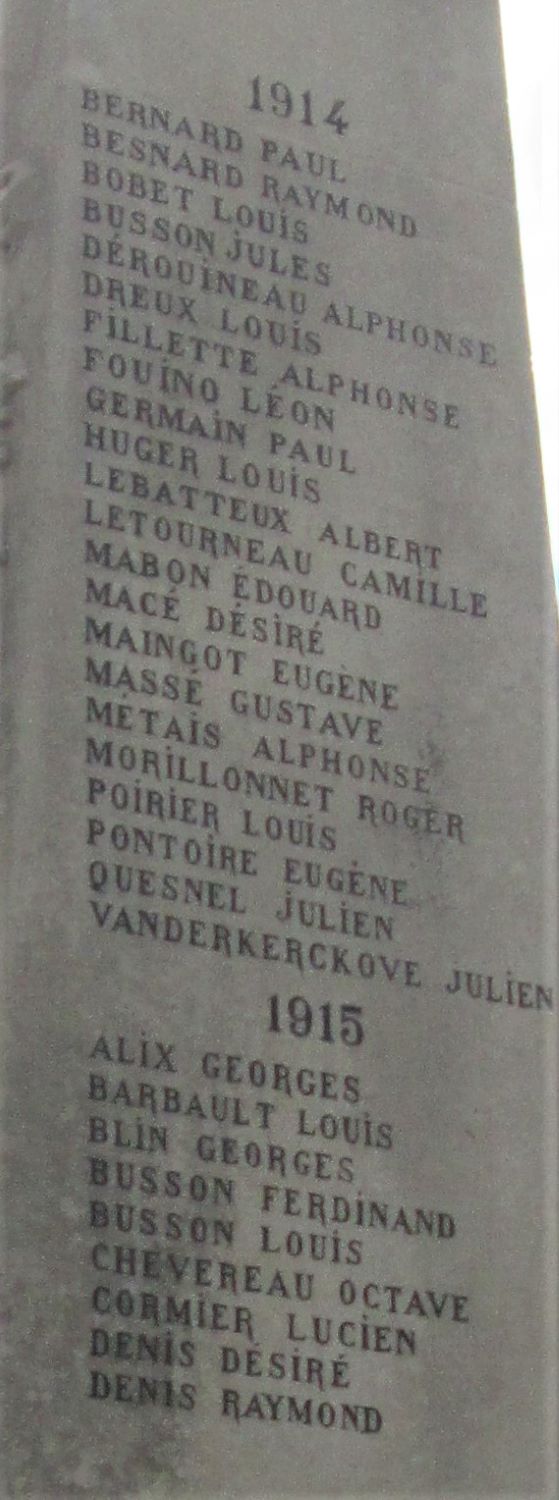 1914
BERNARD PAUL
BESNARD RAYMOND
BOBET LOUIS
BUSSON JULES
DÉROUINEAU ALPHONSE
DREUX LOUIS
FILLETTE ALPHONSE
FOUINO LÉON
GERMAIN PAUL
HUGER LOUIS
LEBATTEUX ALBERT
LETOURNEAU CAMILLE
MABON ÉDOUARD
MACÉ DÉSIRÉ
MAINGOT EUGÈNE
MASSÉ GUSTAVE
MÉTAIS ALPHONSE
MORILLONNET ROGER
POIRIER LOUIS
PONTOIRE EUGÈNE
QUESNEL JULIEN
VANDERKERCKOVE JULIEN
1915
ALIX GEORGES
BARBAULT LOUIS
BLIN GEORGES
BUSSON FERDINAND
BUSSON LOUIS
CHEVEREAU OCTAVE
CORMIER LUCIEN
DENIS DÉSIRÉ
DENIS RAYMOND